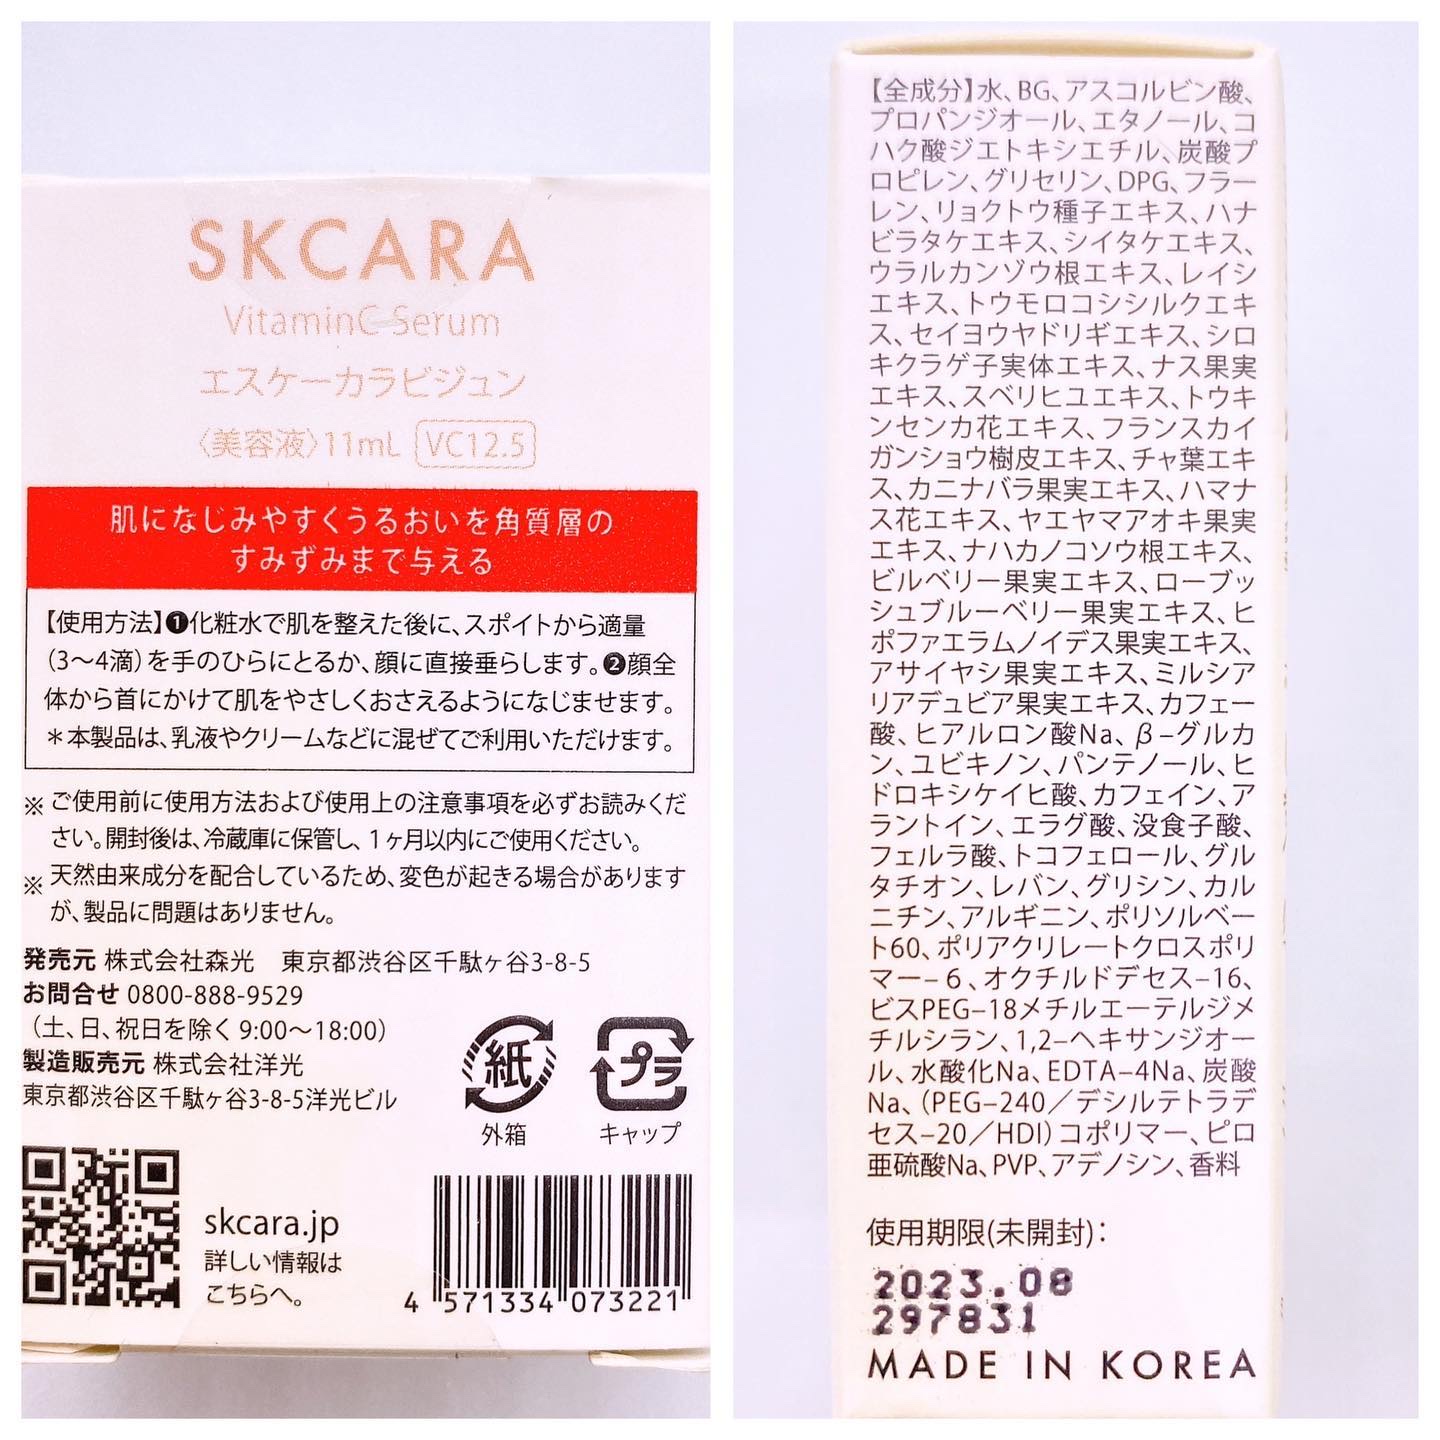 SKCARA
VitaminC Serum
エスケーカラビジュン
〈美容液〉11mL VC12.5
肌になじみやすくうるおいを角質層の
すみずみまで与える
【使用方法】❶化粧水で肌を整えた後に、スポイトから適量
(3〜4滴)を手のひらにとるか、顔に直接垂らします。❷顔全
体から首にかけて肌をやさしくおさえるようになじませます。
＊本製品は、乳液やクリームなどに混ぜてご利用いただけます。
※ ご使用前に使用方法および使用上の注意事項を必ずお読みくだ
さい。開封後は、冷蔵庫に保管し、1ヶ月以内にご使用ください。
※ 天然由来成分を配合しているため、変色が起きる場合があります
が、製品に問題はありません。
発売元 株式会社森光 東京都渋谷区千駄ヶ谷3-8-5
お問合せ 0800-888-9529
(土、日、祝日を除く 9:00〜18:00)
製造販売元 株式会社洋光
東京都渋谷区千駄ヶ谷3-8-5洋光ビル
紙
外箱
プラ
キャップ
skcara.jp
詳しい情報は
こちらへ。
4 571334 073221
【全成分】水、BG、アスコルビン酸、
プロパンジオール、エタノール、コ
ハク酸ジエトキシエチル、炭酸プ
ロピレン、グリセリン、DPG、フラー
レン、リョクトウ種子エキス、ハナ
ビラタケエキス、シイタケエキス、
ウラルカンゾウ根エキス、レイシ
エキス、トウモロコシシルクエキ
ス、セイヨウヤドリギエキス、シロ
キクラゲ子実体エキス、ナス果実
エキス、スベリヒユエキス、トウキ
ンセンカ花エキス、フランスカイ
ガンショウ樹皮エキス、チャ葉エキ
ス、カニナバラ果実エキス、ハマナ
ス花エキス、ヤエヤマアオキ果実
エキス、ナハカノコソウ根エキス、
ビルベリー果実エキス、ローブッ
シュブルーベリー果実エキス、ヒ
ポファエラムノイデス果実エキス、
アサイヤシ果実エキス、ミルシア
リアデュビア果実エキス、カフェー
酸、ヒアルロン酸Na、β–グルカ
ン、ユビキノン、パンテノール、ヒ
ドロキシケイヒ酸、カフェイン、ア
ラントイン、エラグ酸、没食子酸、
フェルラ酸、トコフェロール、グル
タチオン、レバン、グリシン、カル
ニチン、アルギニン、ポリソルベー
ト60、ポリアクリレートクロスポリ
マー–6、オクチルドデセス–16、
ビスPEG–18メチルエーテルジメ
チルシラン、1,2–ヘキサンジオー
ル、水酸化Na、EDTA–4Na、炭酸
Na、(PEG–240／デシルテトラデ
セス–20／HDI)コポリマー、ピロ
亜硫酸Na、PVP、アデノシン、香料
使用期限(未開封)：
2023.08
297831
MADE IN KOREA